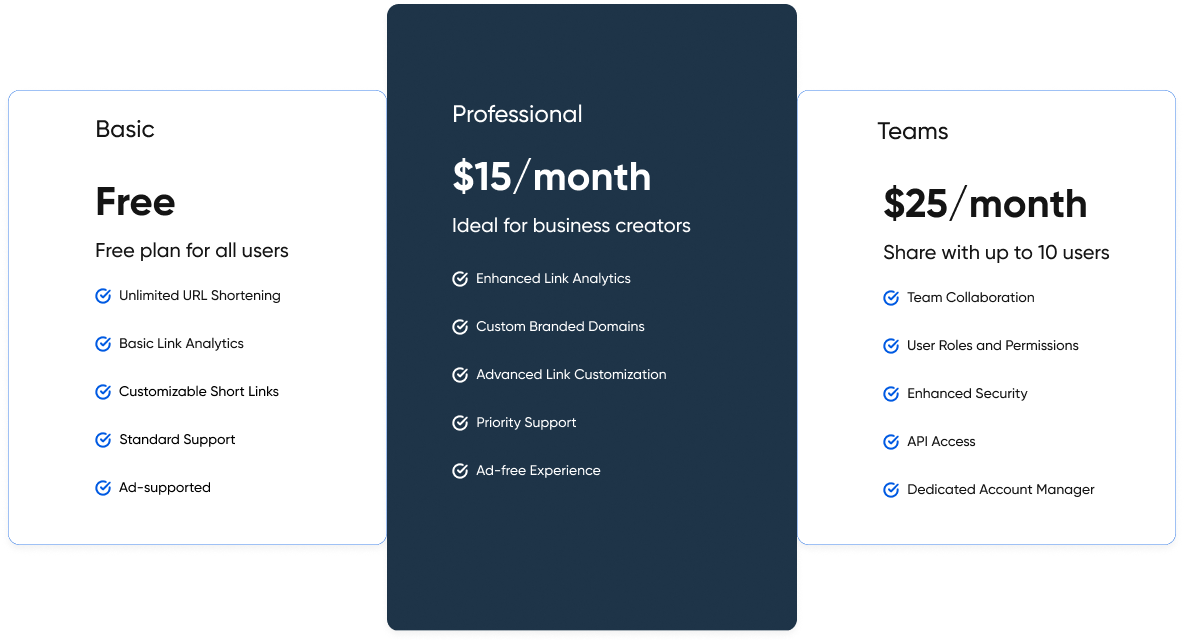 Basic
Free
Free plan for all users
Unlimited URL Shortening
Basic Link Analytics
Customizable Short Links
Standard Support
Ad-supported
Professional
$15/month
Ideal for business creators
Enhanced Link Analytics
Custom Branded Domains
Advanced Link Customization
Priority Support
Ad-free Experience
Teams
$25/month
Share with up to 10 users
Team Collaboration
User Roles and Permissions
Enhanced Security
API Access
Dedicated Account Manager